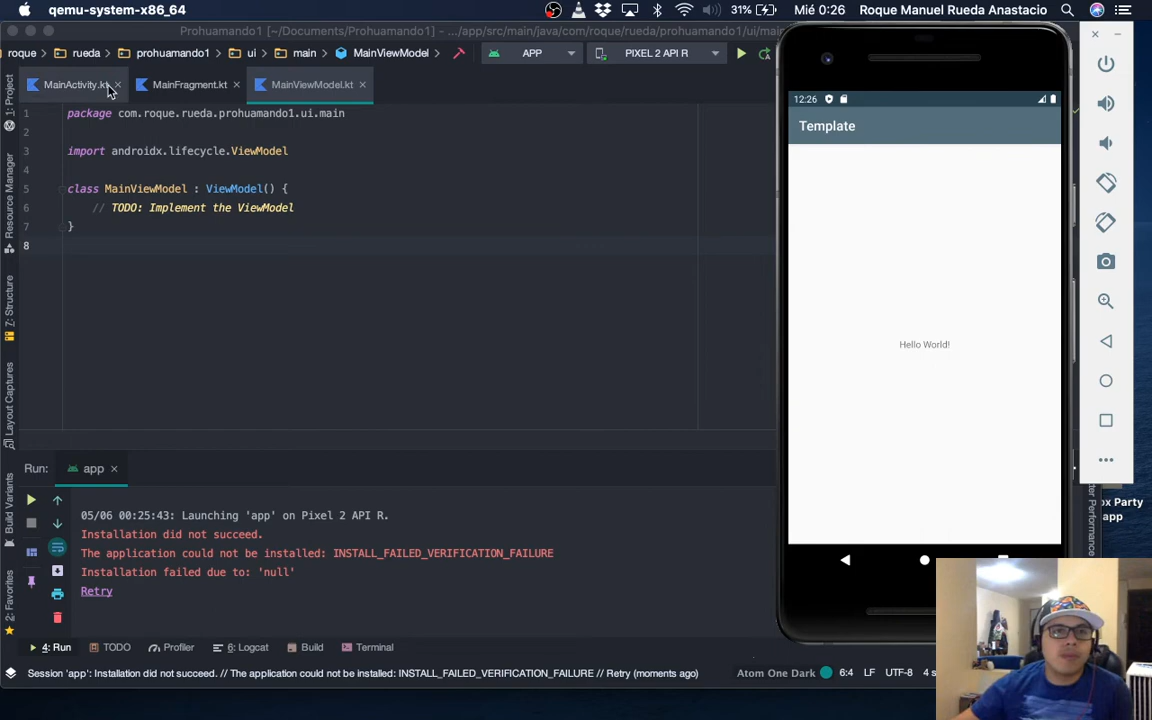 qemu-system-x86_64 31% Mié 0:26 Roque Manuel Rueda Anastacio
Prohuamando1 [~/Documents/Prohuamando1] - .../app/src/main/java/com/roque/rueda/prohuamando1/ui/main
roque rueda prohuamando1 ui main MainViewModel APP PIXEL 2 API R
MainActivity.kt MainFragment.kt MainViewModel.kt
1: Project
Resource Manager
7: Structure
Layout Captures
Build Variants
2: Favorites
1 package com.roque.rueda.prohuamando1.ui.main
2
3 import androidx.lifecycle.ViewModel
4
5 class MainViewModel : ViewModel() {
6 // TODO: Implement the ViewModel
7 }
8
12:26
Template
Hello World!
Run: app
05/06 00:25:43: Launching 'app' on Pixel 2 API R.
Installation did not succeed.
The application could not be installed: INSTALL_FAILED_VERIFICATION_FAILURE
Installation failed due to: 'null'
Retry
4: Run TODO Profiler 6: Logcat Build Terminal
Session 'app': Installation did not succeed. // The application could not be installed: INSTALL_FAILED_VERIFICATION_FAILURE // Retry (moments ago) Atom One Dark 6:4 LF UTF-8 4 s
Party
app